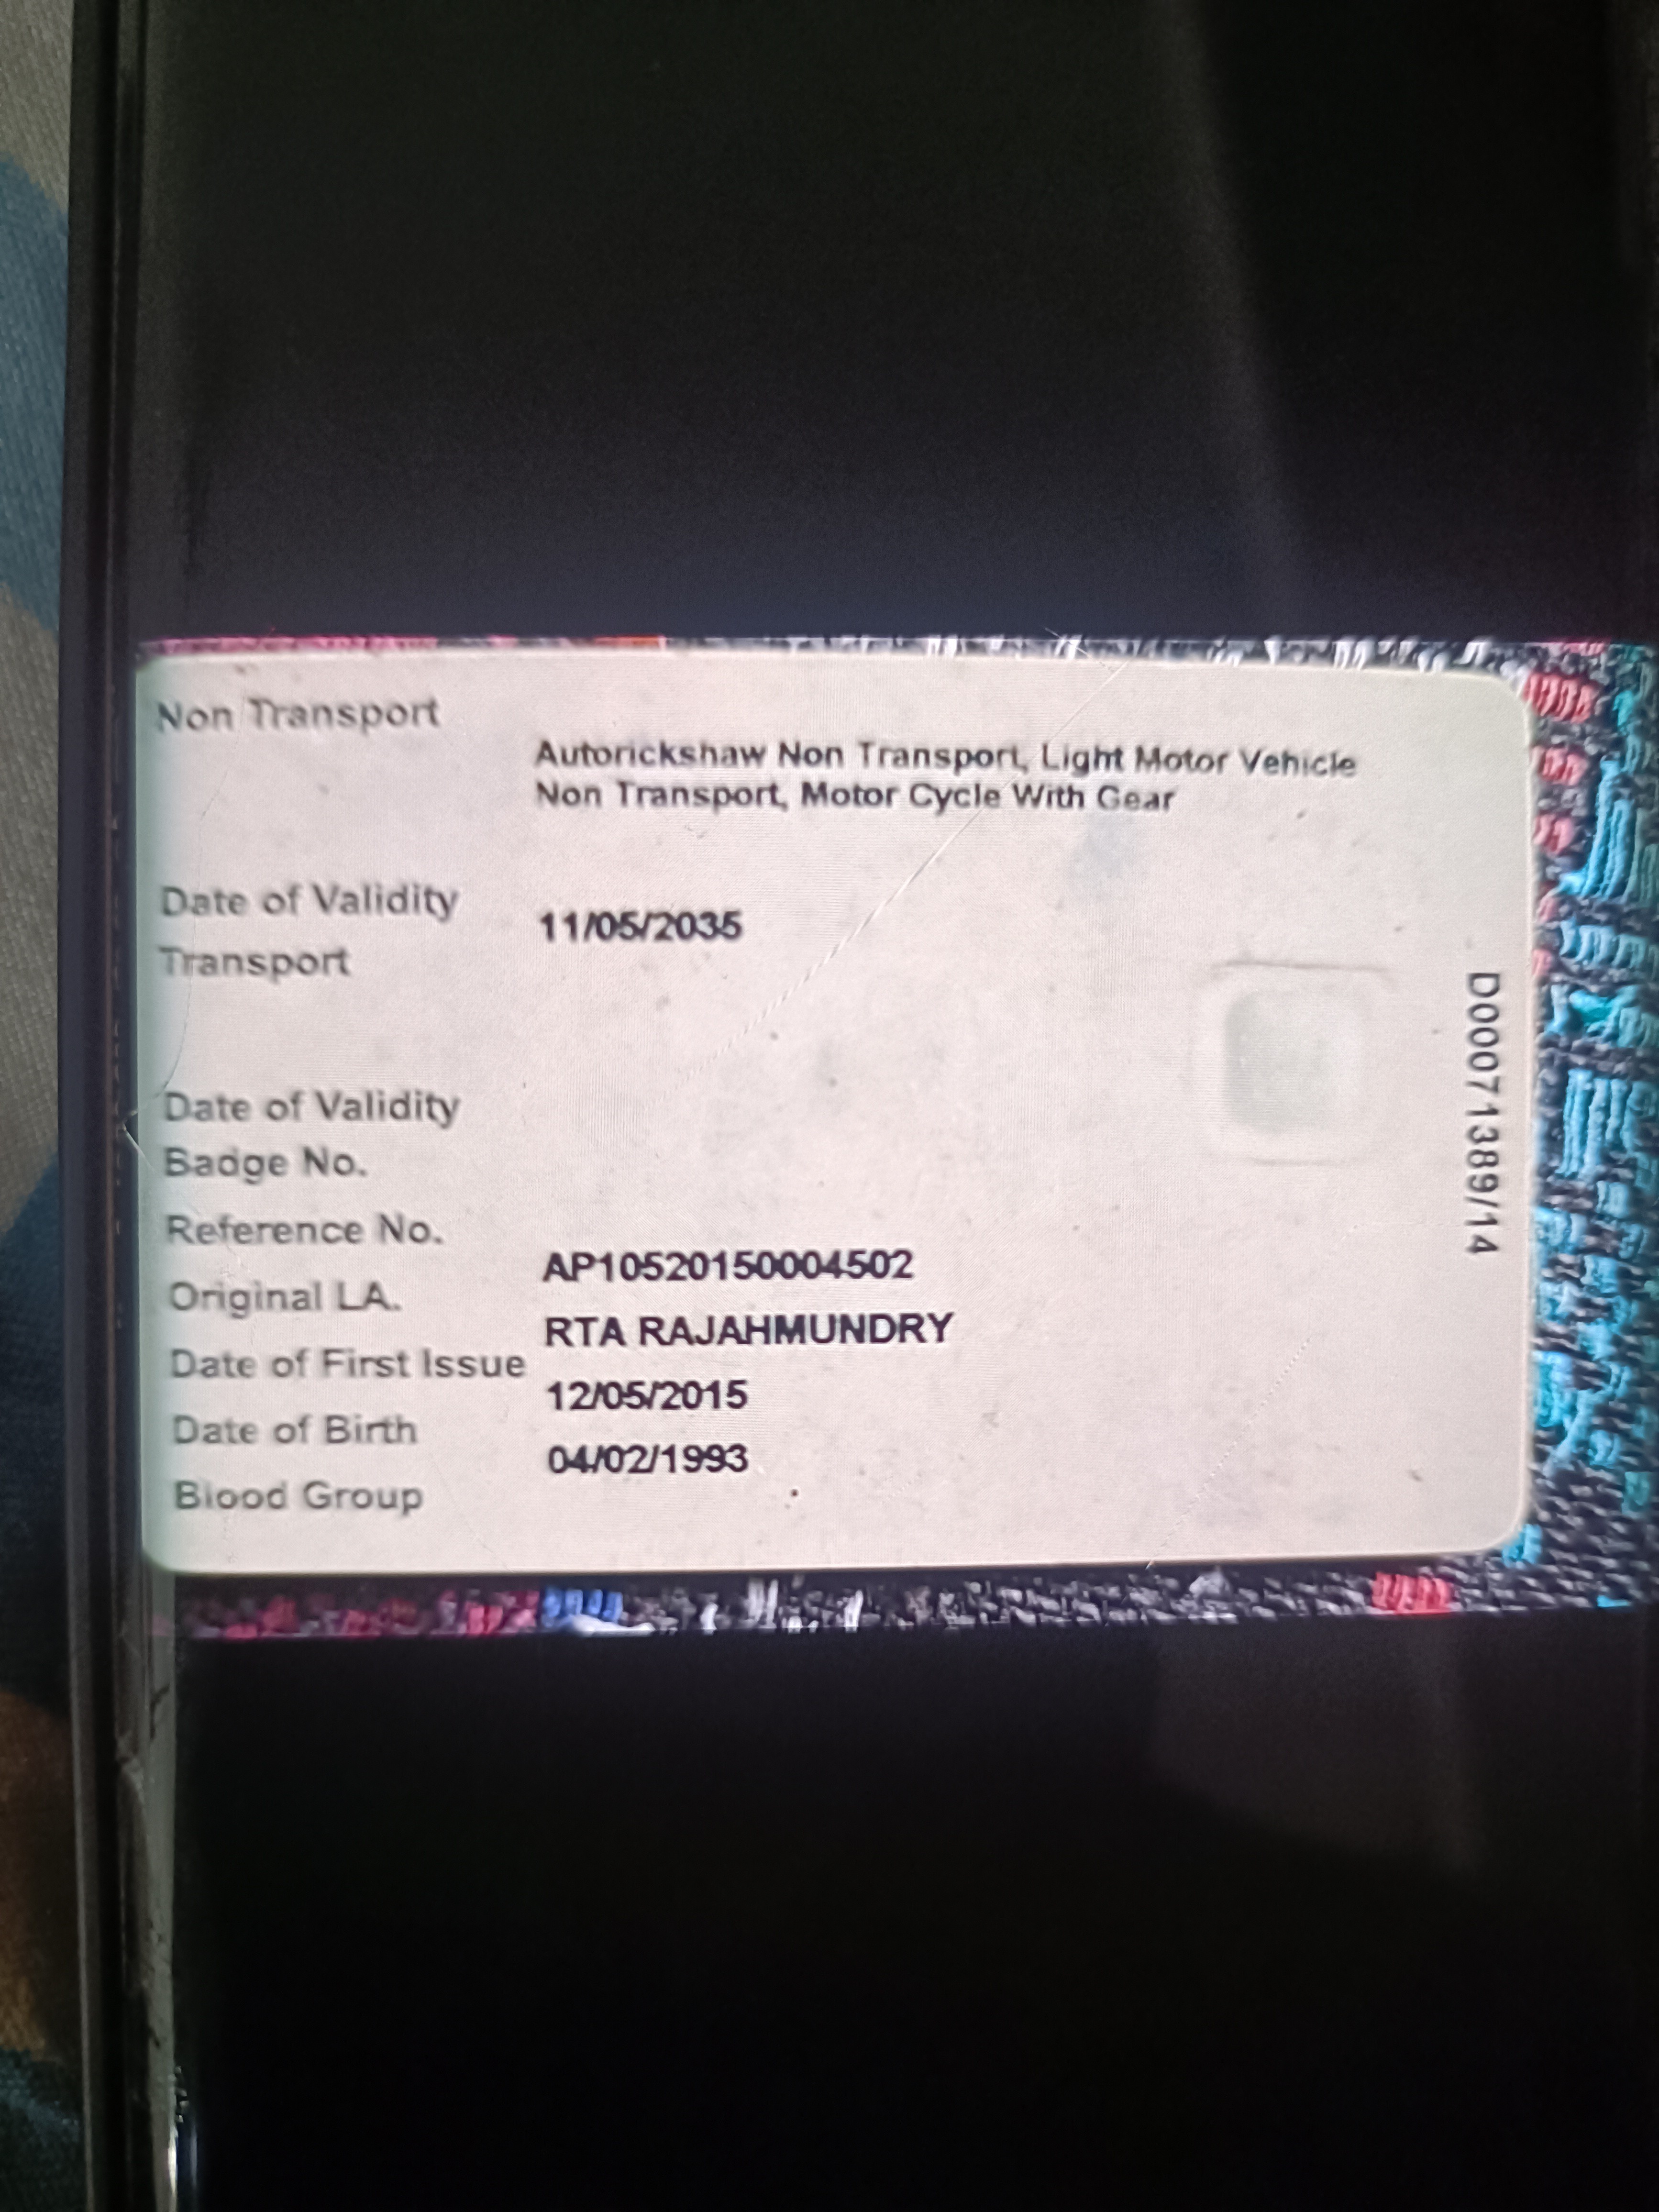 Non Transport
Autorickshaw Non Transport, Light Motor Vehicle
Non Transport, Motor Cycle With Gear
Date of Validity 11/05/2035
Transport
Date of Validity
Badge No.
Reference No. AP10520150004502
Original LA. RTA RAJAHMUNDRY
Date of First Issue 12/05/2015
Date of Birth 04/02/1993
Blood Group
D00071389/14